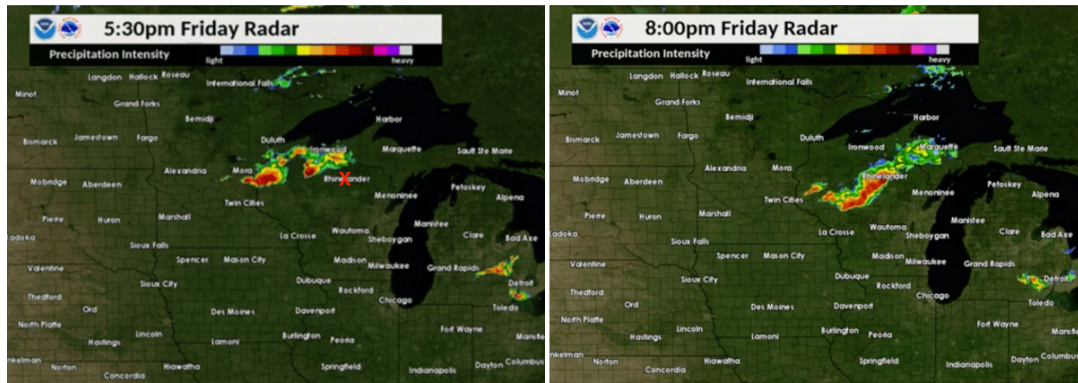 5:30pm Friday Radar
Precipitation Intensity
light heavy
Langdon Hallock Roseau
International Falls
Minot
Grand Forks
Bemidji
Harbor
Bismarck Jamestown Fargo
Duluth
Ironwood
Marquette
Sault Ste Marie
Alexandria
Mora
Rhinelander
X
Mobridge
Aberdeen
Petoskey
Menoninee
Alpena
Twin Cities
Pierre
Huron
Marshall
Manistee
La Crosse
Wautoma
Clare
Bad Axe
Sheboygan
Sioux Falls
Spencer
Mason City
Madison
Milwaukee
Grand Rapids
Valentine
Sioux City
Dubuque
Rockford
Detroit
Thedford
Ord
Chicago
Toledo
Des Moines
Davenport
North Platte
Lincoln
Burlington
Peoria
Fort Wayne
Hastings
Lamoni
Norton
Hiawatha
Concordia
Springfield
Indianapolis
Dayton
Columbus
8:00pm Friday Radar
Precipitation Intensity
light heavy
Langdon Hallock Roseau
International Falls
Minot
Grand Forks
Bemidji
Harbor
Bismarck
Jamestown
Fargo
Duluth
Ironwood
Marquette
Sault Ste Marie
Alexandria
Mora
Rhinelander
Mobridge
Aberdeen
Petoskey
Menoninee
Alpena
Twin Cities
Pierre
Huron
Marshall
Manistee
La Crosse
Wautoma
Clare
Bad Axe
Sheboygan
Sioux Falls
Spencer
Mason City
Madison
Milwaukee
Grand Rapids
Valentine
Sioux City
Dubuque
Rockford
Detroit
Thedford
Ord
Chicago
Toledo
Des Moines
Davenport
North Platte
Lincoln
Burlington
Peoria
Fort Wayne
Hastings
Lamoni
Norton
Hiawatha
Concordia
Springfield
Indianapolis
Dayton
Columbus